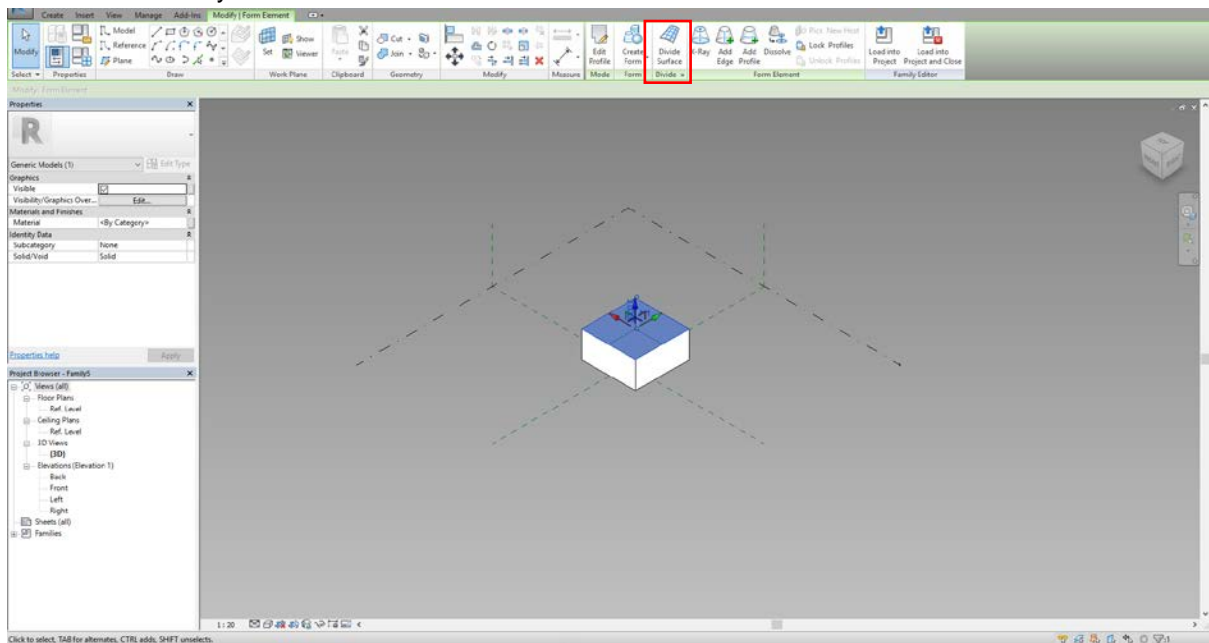 Create Insert View Manage Add-Ins Modify | Form Element
Modify
Model
Reference
Plane
Set
Show
Viewer
Paste
Cut
Join
Edit Profile
Create Form
Divide Surface
X-Ray
Add Edge
Add Profile
Dissolve
Pick New Host
Lock Profiles
Unlock Profiles
Load into Project
Load into Project and Close
Select Properties Draw Work Plane Clipboard Geometry Modify Measure Mode Form Divide Form Element Family Editor
Modify | Form Element
Properties
R
Generic Models (1) Edit Type
Graphics
Visible
Visibility/Graphics Over... Edit...
Materials and Finishes
Material <By Category>
Identity Data
Subcategory None
Solid/Void Solid
Properties help Apply
Project Browser - Family5
Views (all)
Floor Plans
Ref. Level
Ceiling Plans
Ref. Level
3D Views
{3D}
Elevations (Elevation 1)
Back
Front
Left
Right
Sheets (all)
Families
1 : 20
Click to select, TAB for alternates, CTRL adds, SHIFT unselects.
:1